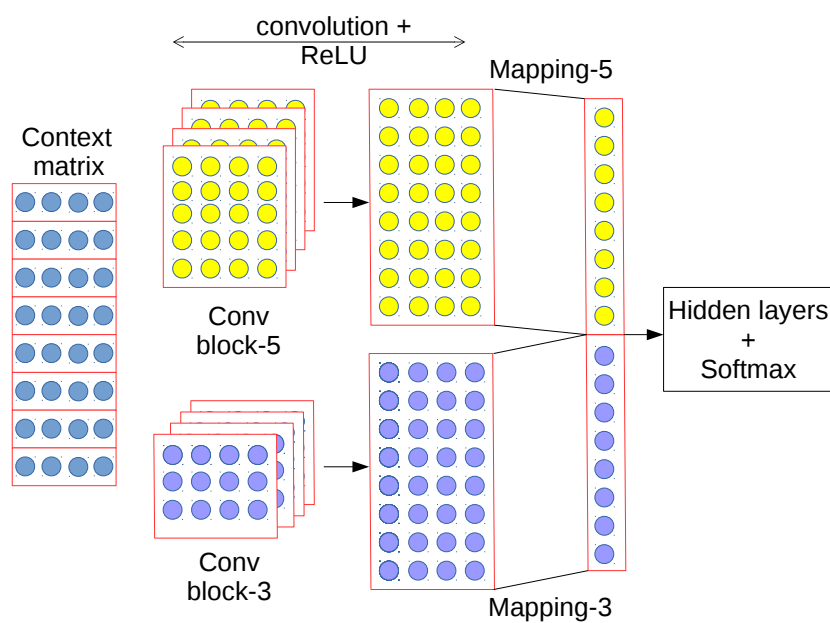 convolution +
ReLU
Mapping-5
Context
matrix
Conv
block-5
Hidden layers
+
Softmax
Conv
block-3
Mapping-3